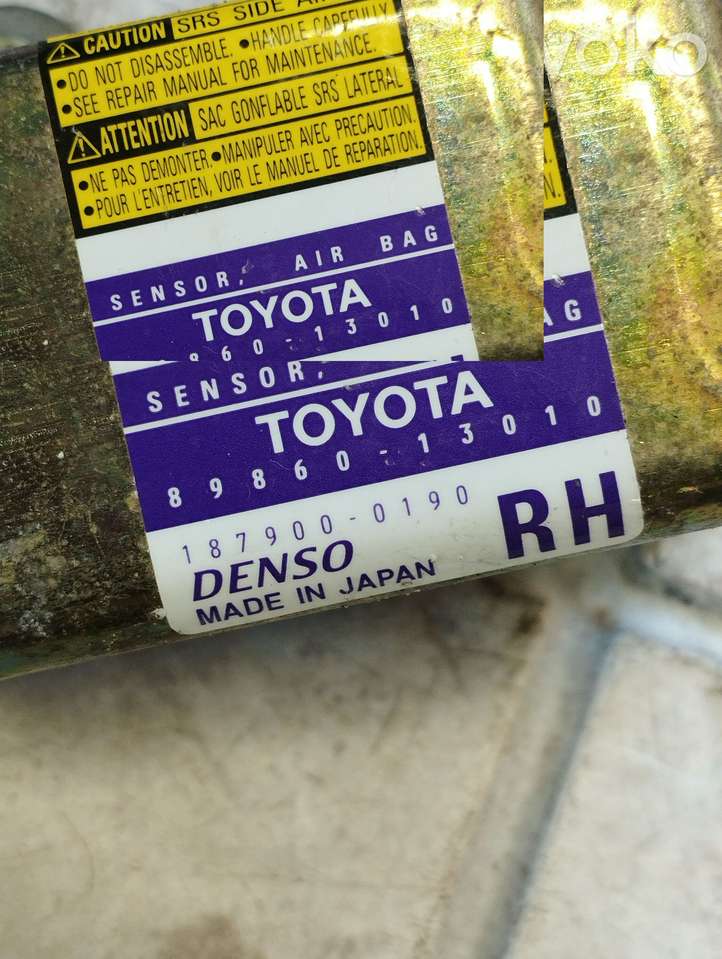 CAUTION SRS SIDE
• DO NOT DISASSEMBLE. • HANDLE CAREFULLY
• SEE REPAIR MANUAL FOR MAINTENANCE.
ATTENTION SAC GONFLABLE SRS LATERAL
• NE PAS DEMONTER • MANIPULER AVEC PRECAUTION.
• POUR L'ENTRETIEN, VOIR LE MANUEL DE REPARATION.
SENSOR, AIR BAG
TOYOTA
860-13010
SENSOR, AG
TOYOTA
89860-13010
187900-0190
DENSO
MADE IN JAPAN
RH